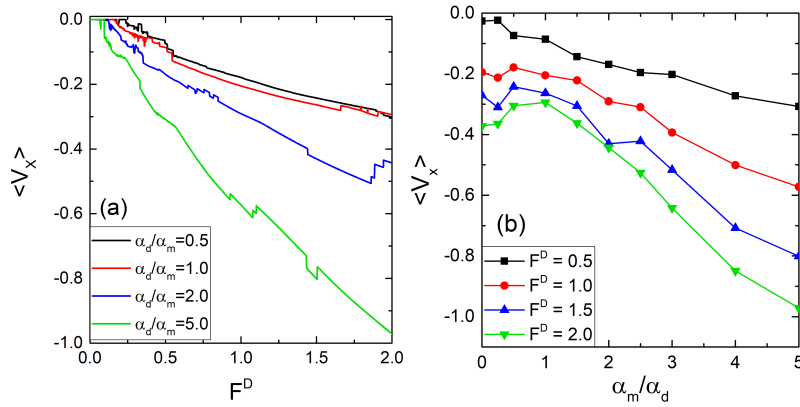 0.0
-0.2
-0.4
-0.6
-0.8
-1.0
<V_X>
(a)
α_d/α_m=0.5
α_d/α_m=1.0
α_d/α_m=2.0
α_d/α_m=5.0
0.0 0.5 1.0 1.5 2.0
F^D
0.0
-0.2
-0.4
-0.6
-0.8
-1.0
<V_x>
(b)
F^D = 0.5
F^D = 1.0
F^D = 1.5
F^D = 2.0
0 1 2 3 4 5
α_m/α_d